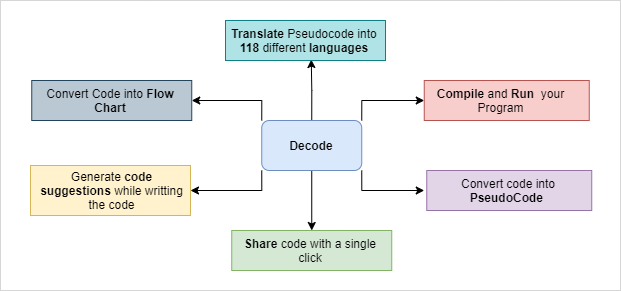 Translate Pseudocode into
118 different languages
Convert Code into Flow
Chart
Compile and Run your
Program
Decode
Generate code
suggestions while writting
the code
Convert code into
PseudoCode
Share code with a single
click